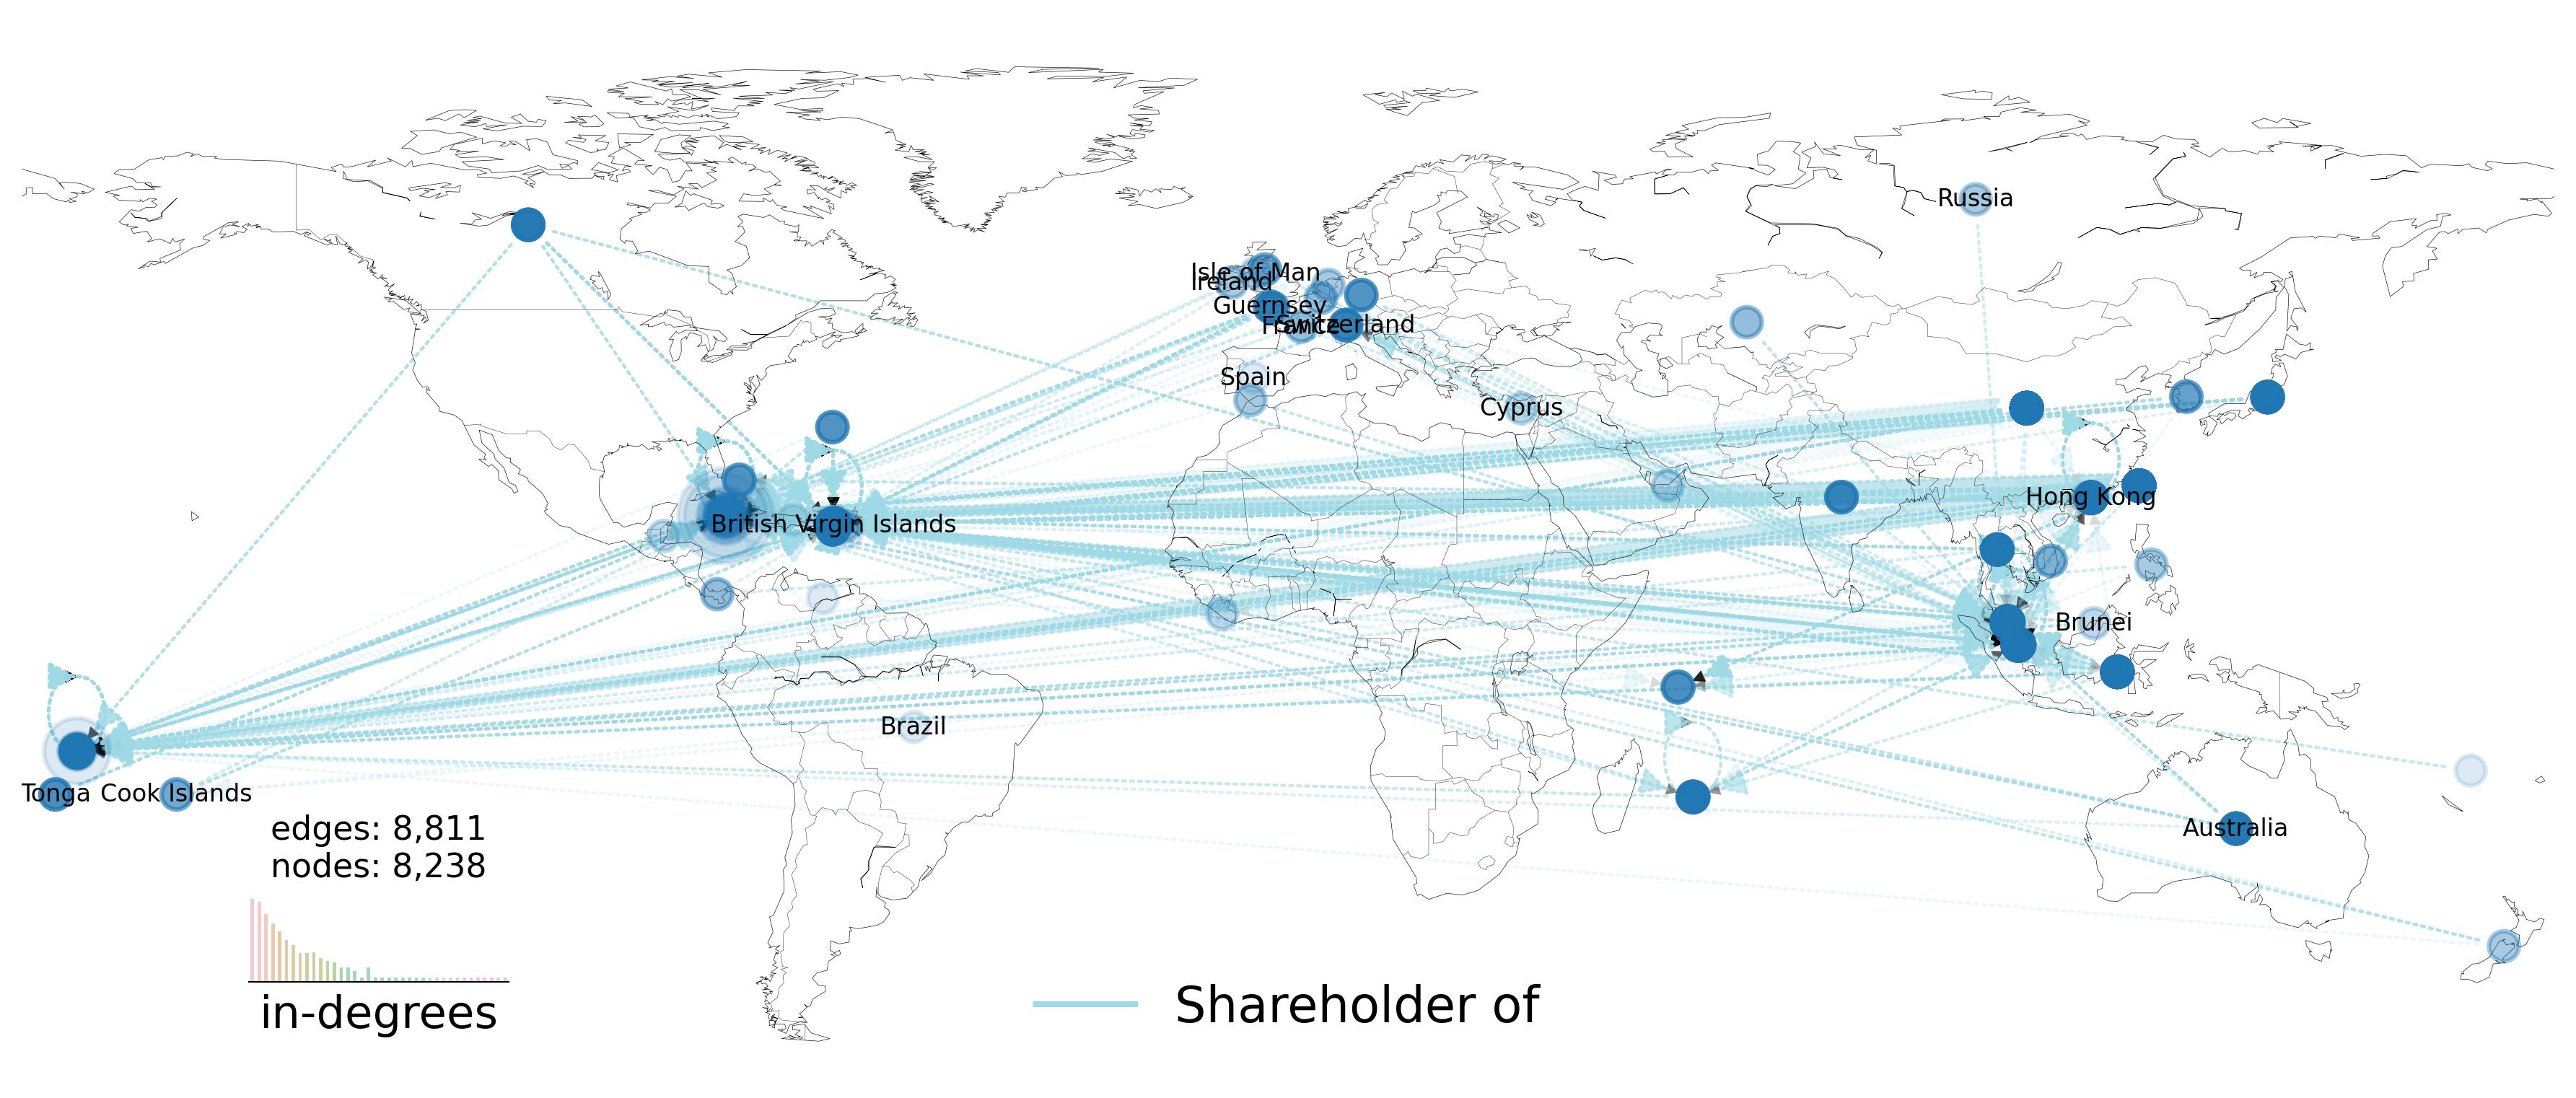 Russia
Isle of Man
Ireland
Guernsey
France
Switzerland
Spain
Cyprus
Hong Kong
British Virgin Islands
Brunei
Brazil
Tonga
Cook Islands
Australia
edges: 8,811
nodes: 8,238
in-degrees
Shareholder of